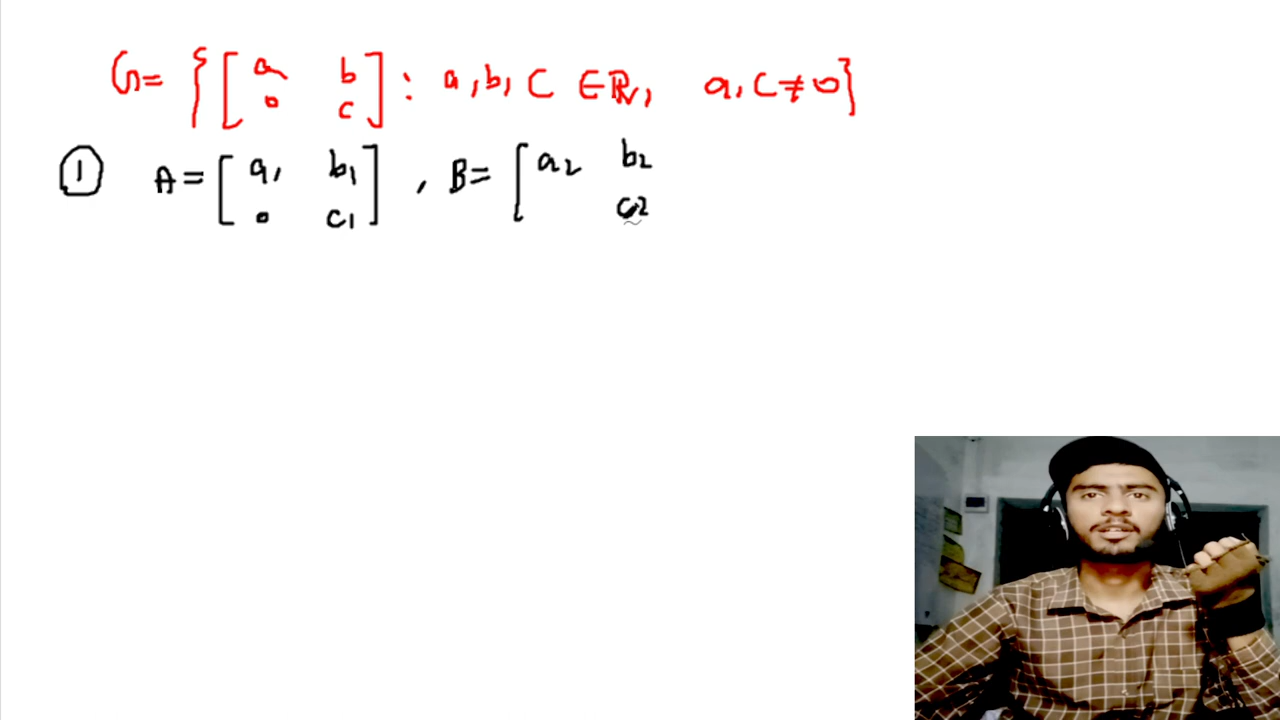 G = { [ a b ; 0 c ] : a, b, c ∈ ℝ, a, c ≠ 0 }
① A = [ a₁ b₁ ; 0 c₁ ] , B = [ a₂ b₂ ; c₂